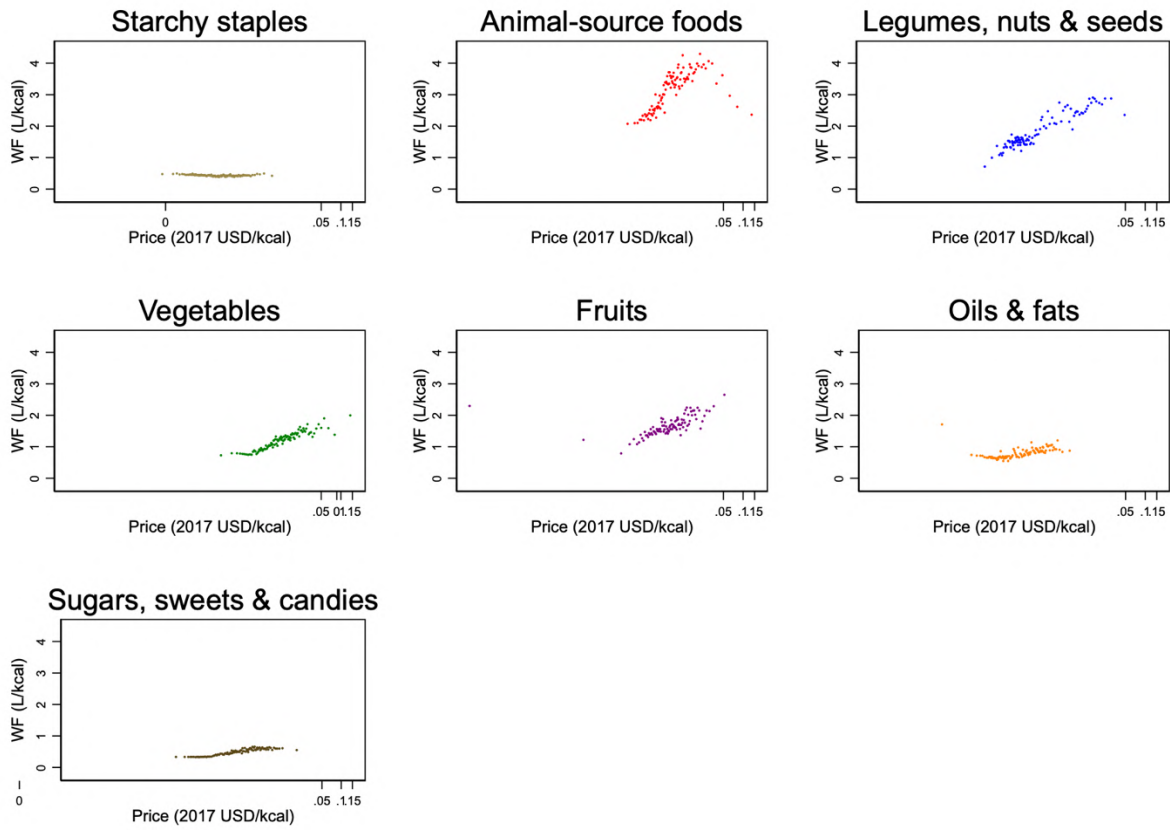 Starchy staples
WF (L/kcal)
4
3
2
1
0
0
.05 .1.15
Price (2017 USD/kcal)
Animal-source foods
WF (L/kcal)
4
3
2
1
0
.05 .1.15
Price (2017 USD/kcal)
Legumes, nuts & seeds
WF (L/kcal)
4
3
2
1
0
.05 .1.15
Price (2017 USD/kcal)
Vegetables
WF (L/kcal)
4
3
2
1
0
.05 01.15
Price (2017 USD/kcal)
Fruits
WF (L/kcal)
4
3
2
1
0
.05 .1.15
Price (2017 USD/kcal)
Oils & fats
WF (L/kcal)
4
3
2
1
0
.05 .1.15
Price (2017 USD/kcal)
Sugars, sweets & candies
WF (L/kcal)
4
3
2
1
0
0
.05 .1.15
Price (2017 USD/kcal)